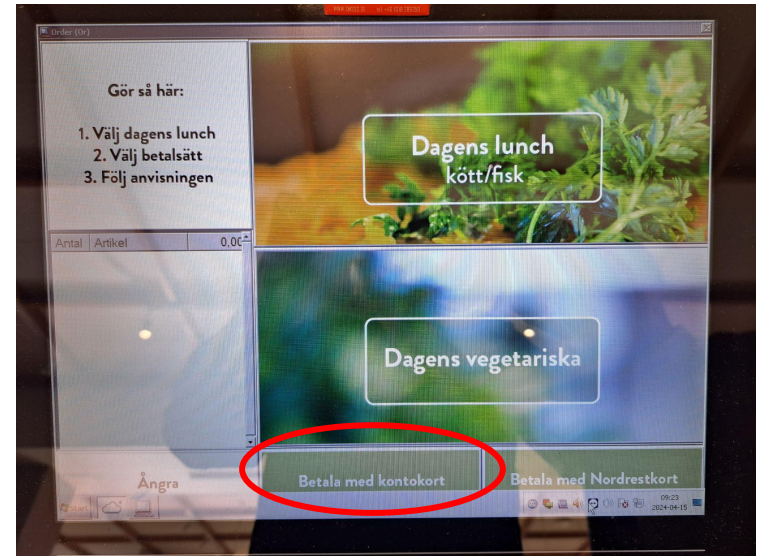 Order (Or)
Gör så här:
1. Välj dagens lunch
2. Välj betalsätt
3. Följ anvisningen
Dagens lunch
kött/fisk
Antal Artikel 0,00
Dagens vegetariska
Ångra
Betala med kontokort
Betala med Nordrestkort
Start
09:23
2024-04-15